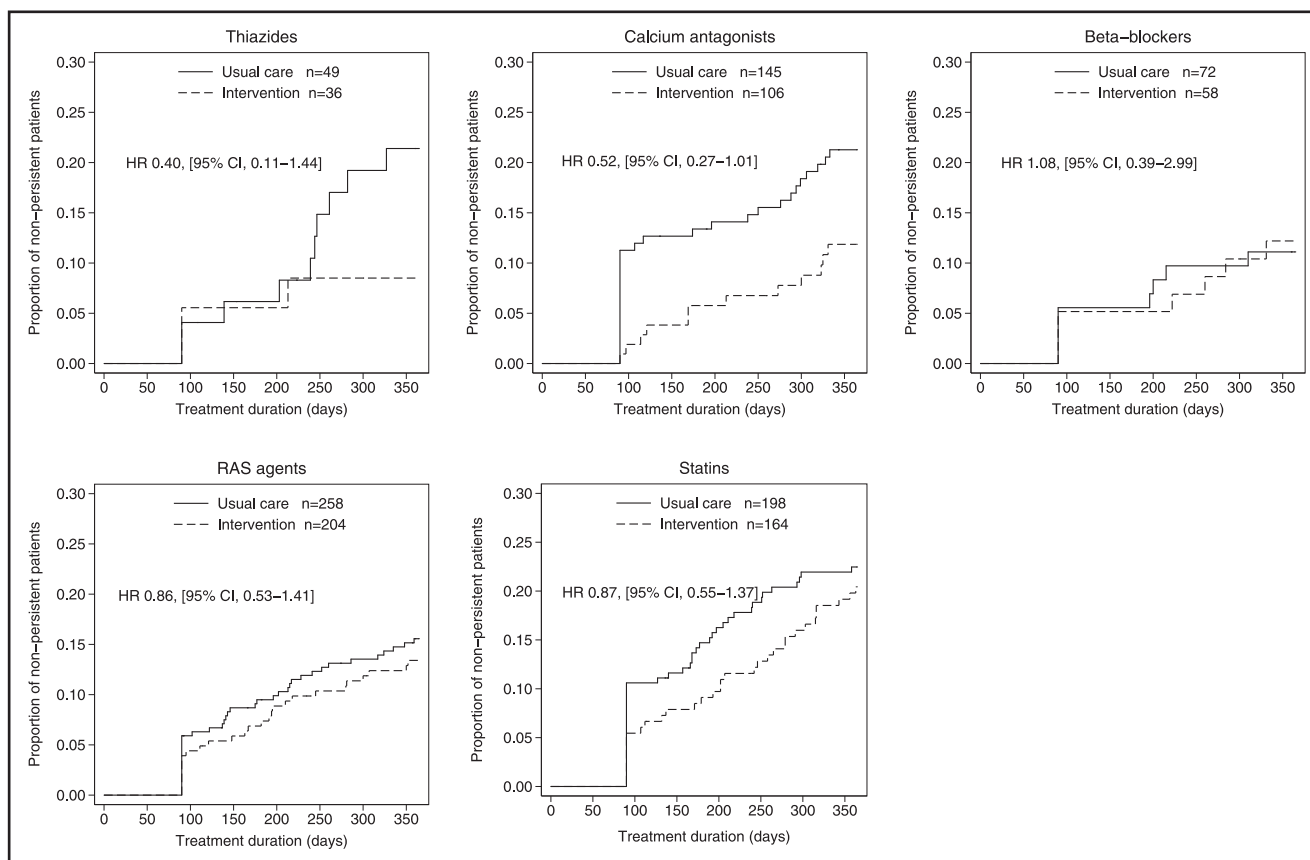 Thiazides
0.30
0.25
0.20
0.15
0.10
0.05
0.00
Proportion of non–persistent patients
Usual care n=49
Intervention n=36
HR 0.40, [95% CI, 0.11–1.44]
0 50 100 150 200 250 300 350
Treatment duration (days)
Calcium antagonists
0.30
0.25
0.20
0.15
0.10
0.05
0.00
Proportion of non–persistent patients
Usual care n=145
Intervention n=106
HR 0.52, [95% CI, 0.27–1.01]
0 50 100 150 200 250 300 350
Treatment duration (days)
Beta–blockers
0.30
0.25
0.20
0.15
0.10
0.05
0.00
Proportion of non–persistent patients
Usual care n=72
Intervention n=58
HR 1.08, [95% CI, 0.39–2.99]
0 50 100 150 200 250 300 350
Treatment duration (days)
RAS agents
0.30
0.25
0.20
0.15
0.10
0.05
0.00
Proportion of non–persistent patients
Usual care n=258
Intervention n=204
HR 0.86, [95% CI, 0.53–1.41]
0 50 100 150 200 250 300 350
Treatment duration (days)
Statins
0.30
0.25
0.20
0.15
0.10
0.05
0.00
Proportion of non–persistent patients
Usual care n=198
Intervention n=164
HR 0.87, [95% CI, 0.55–1.37]
0 50 100 150 200 250 300 350
Treatment duration (days)